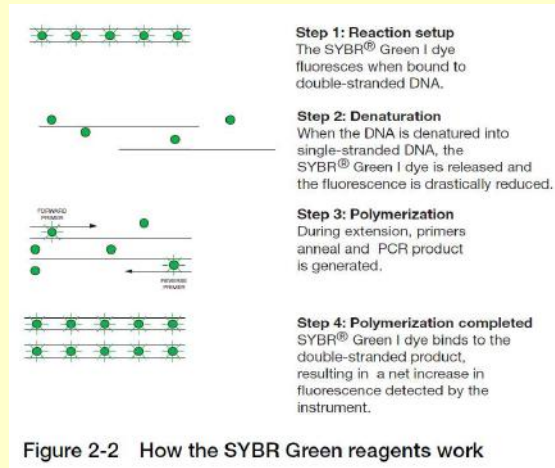 Step 1: Reaction setup
The SYBR® Green I dye
fluoresces when bound to
double-stranded DNA.
Step 2: Denaturation
When the DNA is denatured into
single-stranded DNA, the
SYBR® Green I dye is released and
the fluorescence is drastically reduced.
FORWARD
PRIMER
Step 3: Polymerization
During extension, primers
anneal and PCR product
is generated.
REVERSE
PRIMER
Step 4: Polymerization completed
SYBR® Green I dye binds to the
double-stranded product,
resulting in a net increase in
fluorescence detected by the
instrument.
Figure 2-2 How the SYBR Green reagents work